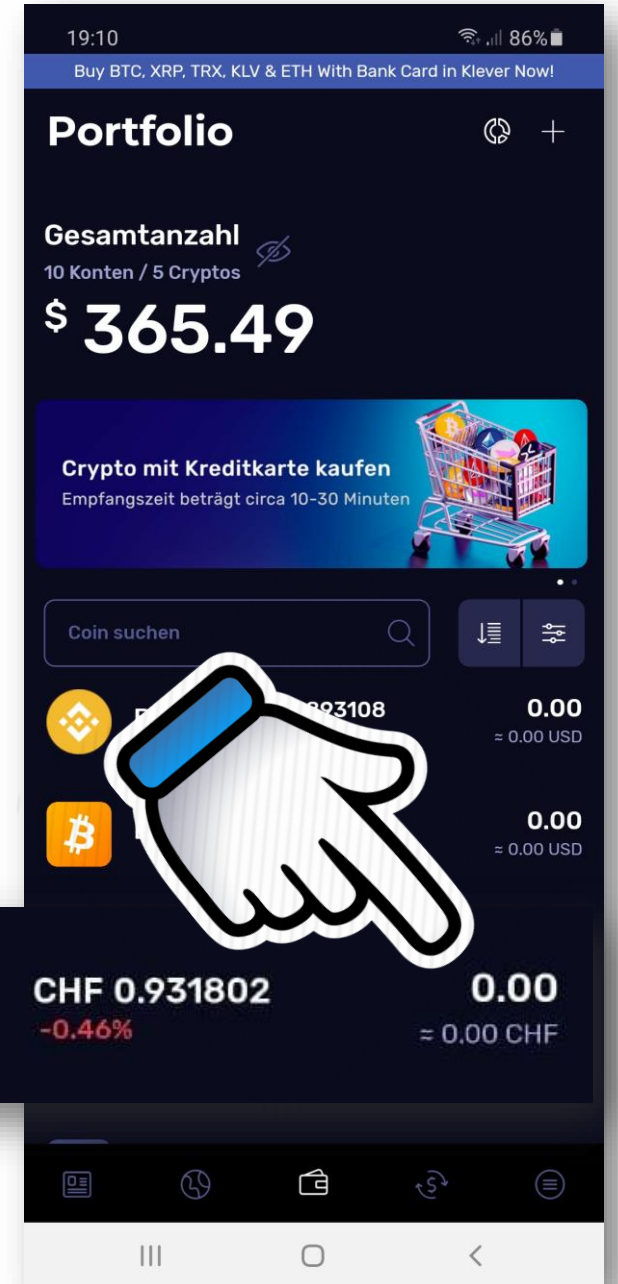 19:10
86%
Buy BTC, XRP, TRX, KLV & ETH With Bank Card in Klever Now!
Portfolio
Gesamtanzahl
10 Konten / 5 Cryptos
$ 365.49
Crypto mit Kreditkarte kaufen
Empfangszeit beträgt circa 10-30 Minuten
Coin suchen
0.00
≈ 0.00 USD
0.00
≈ 0.00 USD
CHF 0.931802 0.00
-0.46% ≈ 0.00 CHF